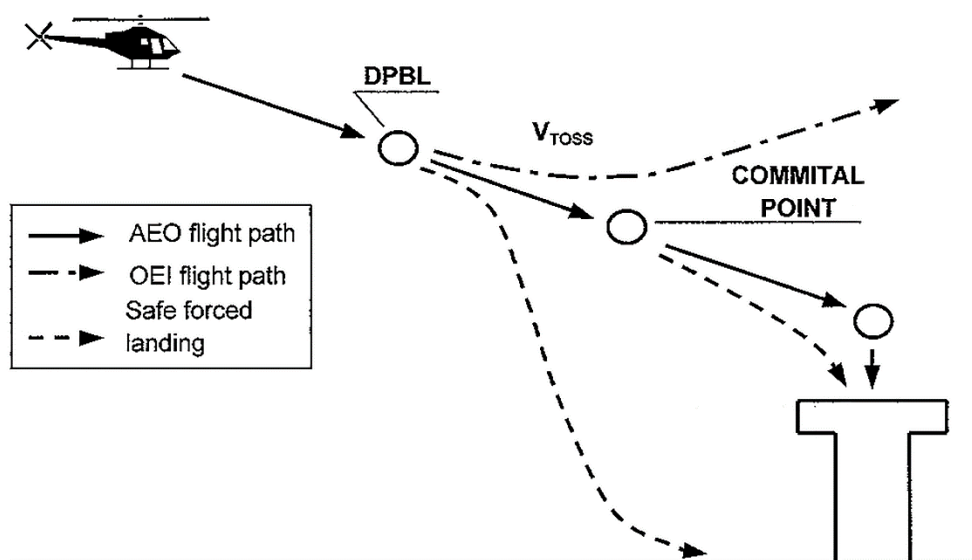 DPBL
VTOSS
COMMITAL
POINT
AEO flight path
OEI flight path
Safe forced
landing